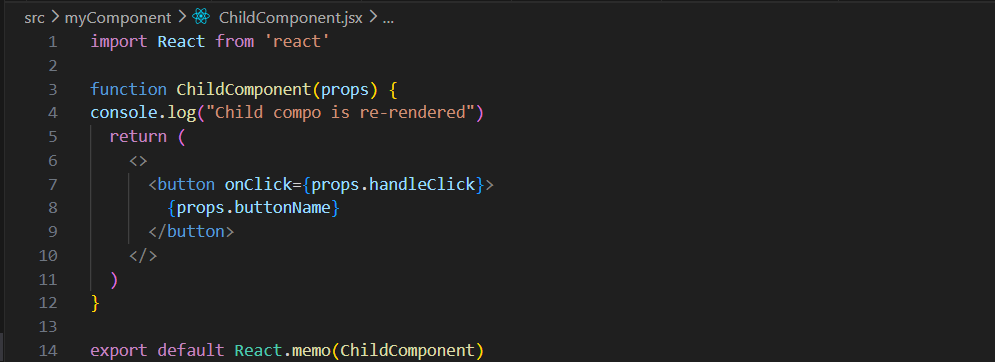 src > myComponent > ChildComponent.jsx > ...
1 import React from 'react'
2
3 function ChildComponent(props) {
4 console.log("Child compo is re-rendered")
5   return (
6     <>
7       <button onClick={props.handleClick}>
8         {props.buttonName}
9       </button>
10     </>
11   )
12 }
13
14 export default React.memo(ChildComponent)